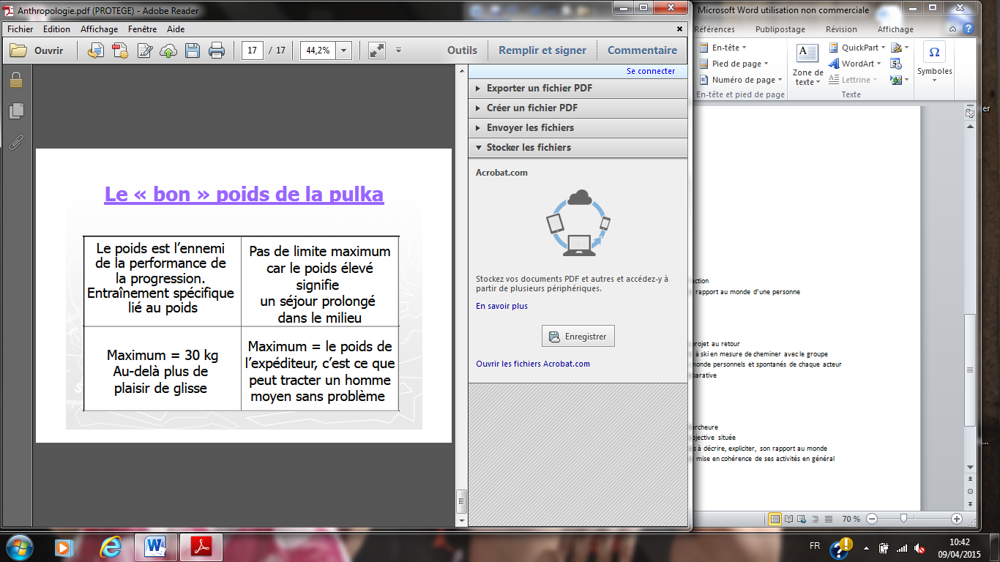 Anthropologie.pdf (PROTEGE) - Adobe Reader
Fichier Edition Affichage Fenêtre Aide
Ouvrir
17 / 17
44,2%
Outils
Remplir et signer
Commentaire
Se connecter
Exporter un fichier PDF
Créer un fichier PDF
Envoyer les fichiers
Stocker les fichiers
Acrobat.com
Stockez vos documents PDF et autres et accédez-y à
partir de plusieurs périphériques.
En savoir plus
Enregistrer
Ouvrir les fichiers Acrobat.com
Le « bon » poids de la pulka
Le poids est l’ennemi
de la performance de
la progression.
Entraînement spécifique
lié au poids
Pas de limite maximum
car le poids élevé
signifie
un séjour prolongé
dans le milieu
Maximum = 30 kg
Au-delà plus de
plaisir de glisse
Maximum = le poids de
l’expéditeur, c’est ce que
peut tracter un homme
moyen sans problème
Microsoft Word utilisation non commerciale
Références Publipostage Révision Affichage
En-tête
Pied de page
Numéro de page
En-tête et pied de page
Zone de
texte
QuickPart
WordArt
Lettrine
Texte
Symboles
er
ction
rapport au monde d’une personne
projet au retour
à ski en mesure de cheminer avec le groupe
monde personnels et spontanés de chaque acteur
parative
ercheure
bjective située
s à décrire, expliciter, son rapport au monde
mise en cohérence de ses activités en général
...
70 %
FR
10:42
09/04/2015